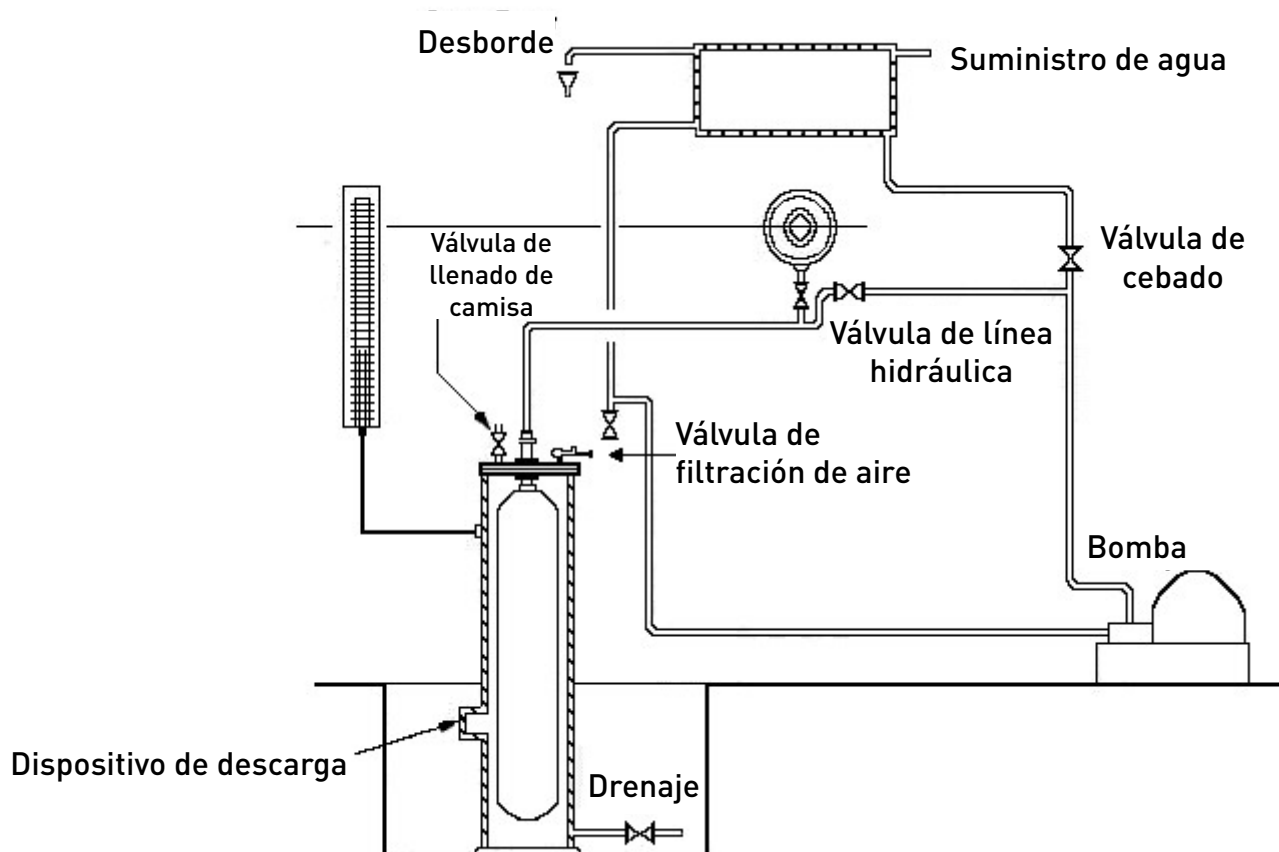 Desborde
Suministro de agua
Válvula de
llenado de
camisa
Válvula de
cebado
Válvula de línea
hidráulica
Válvula de
filtración de aire
Bomba
Dispositivo de descarga
Drenaje